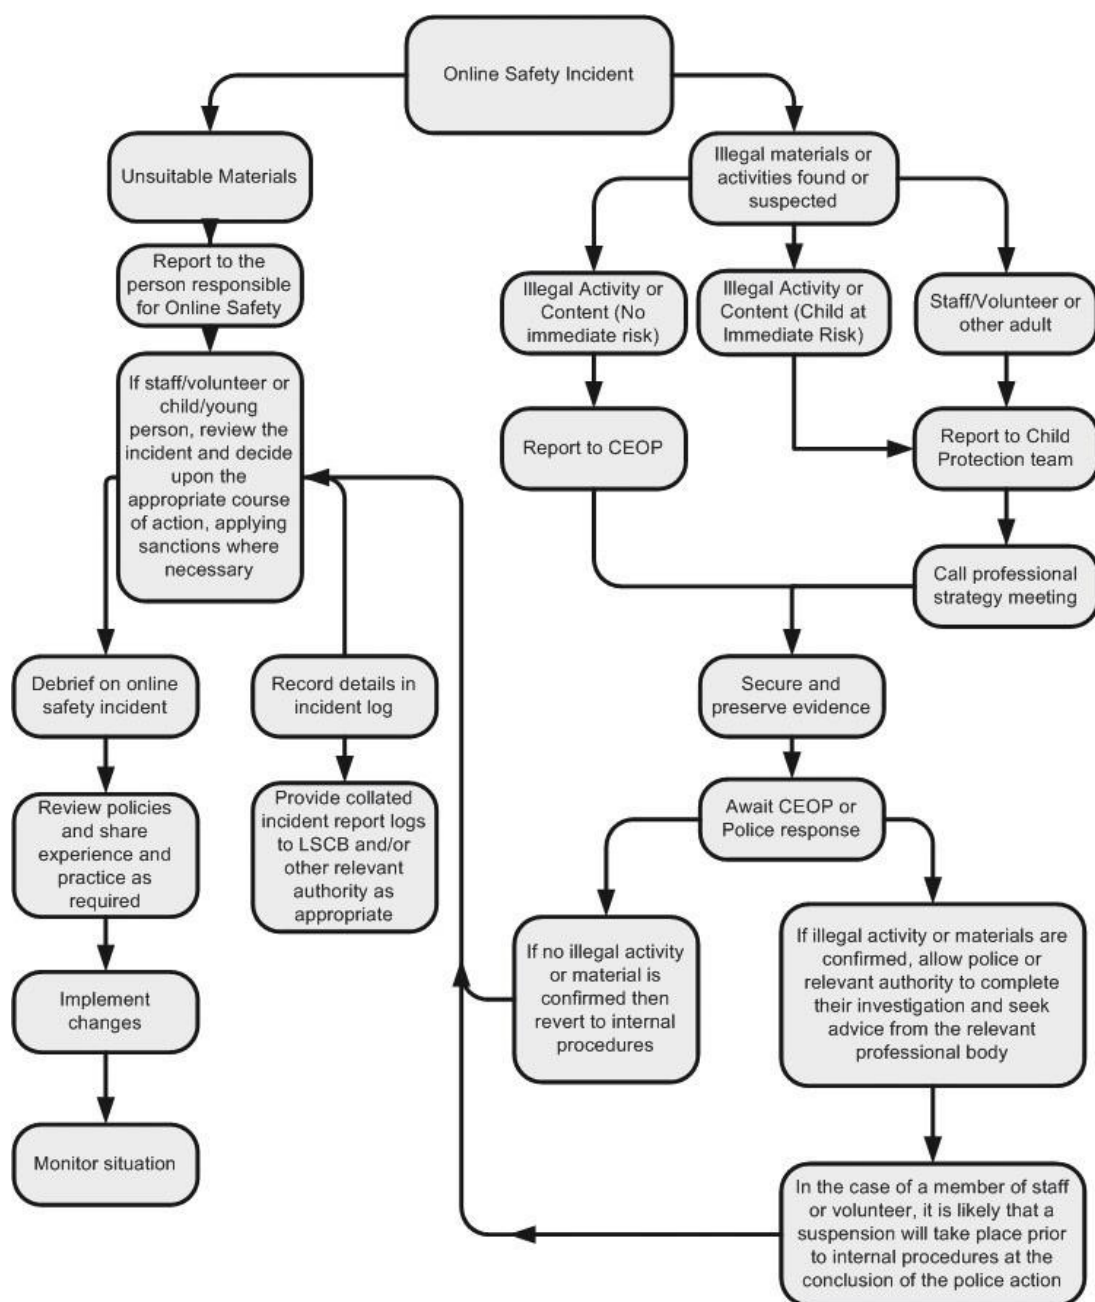 Online Safety Incident
Unsuitable Materials
Report to the
person responsible
for Online Safety
If staff/volunteer or
child/young
person, review the
incident and decide
upon the
appropriate course
of action, applying
sanctions where
necessary
Debrief on online
safety incident
Review policies
and share
experience and
practice as
required
Implement
changes
Monitor situation
Record details in
incident log
Provide collated
incident report logs
to LSCB and/or
other relevant
authority as
appropriate
Illegal materials or
activities found or
suspected
Illegal Activity or
Content (No
immediate risk)
Illegal Activity or
Content (Child at
Immediate Risk)
Staff/Volunteer or
other adult
Report to CEOP
Report to Child
Protection team
Call professional
strategy meeting
Secure and
preserve evidence
Await CEOP or
Police response
If no illegal activity
or material is
confirmed then
revert to internal
procedures
If illegal activity or materials are
confirmed, allow police or
relevant authority to complete
their investigation and seek
advice from the relevant
professional body
In the case of a member of staff
or volunteer, it is likely that a
suspension will take place prior
to internal procedures at the
conclusion of the police action